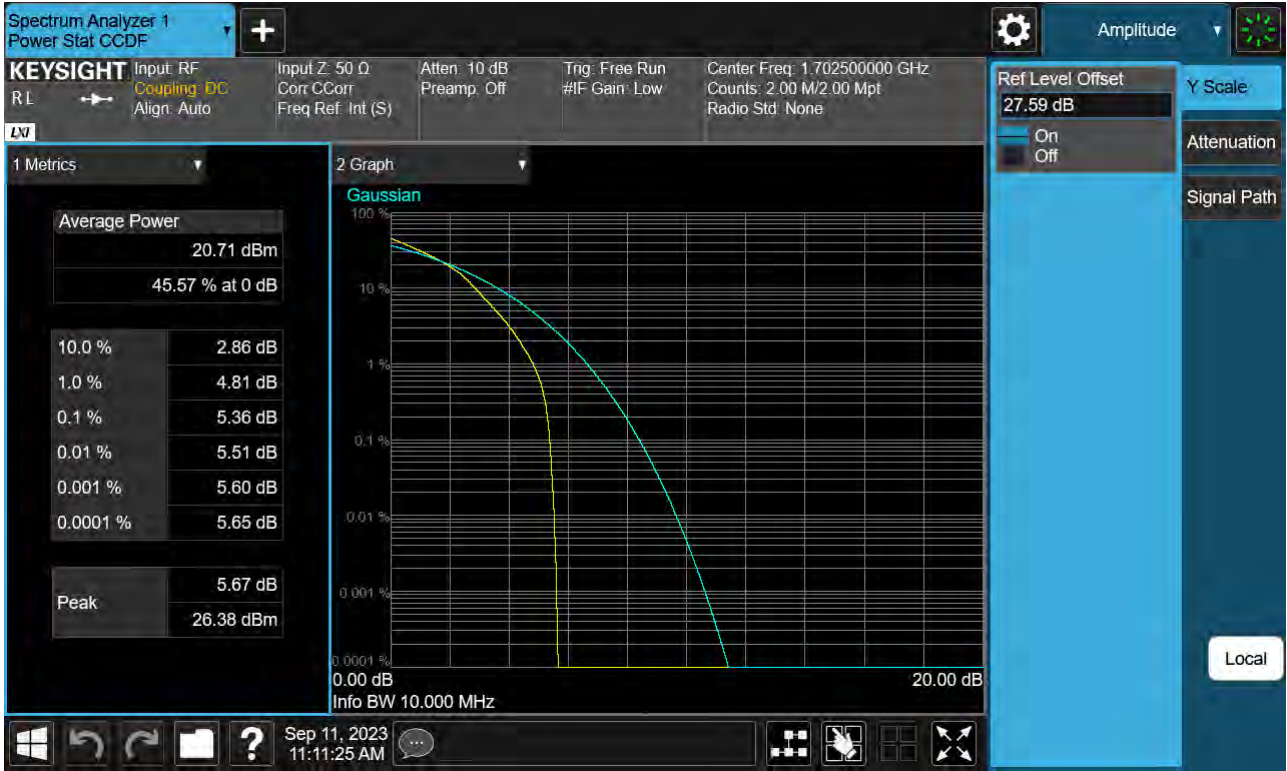 Spectrum Analyzer 1
Power Stat CCDF
+
Amplitude
KEYSIGHT
R L
LXI
Input: RF
Coupling: DC
Align: Auto
Input Z: 50 Ω
Corr CCorr
Freq Ref: Int (S)
Atten: 10 dB
Preamp: Off
Trig: Free Run
#IF Gain: Low
Center Freq: 1.702500000 GHz
Counts: 2.00 M/2.00 Mpt
Radio Std: None
Ref Level Offset
27.59 dB
On
Off
Y Scale
Attenuation
Signal Path
Local
1 Metrics
Average Power
20.71 dBm
45.57 % at 0 dB
10.0 % 2.86 dB
1.0 % 4.81 dB
0.1 % 5.36 dB
0.01 % 5.51 dB
0.001 % 5.60 dB
0.0001 % 5.65 dB
Peak 5.67 dB
26.38 dBm
2 Graph
Gaussian
100 %
10 %
1 %
0.1 %
0.01 %
0.001 %
0.0001 %
0.00 dB 20.00 dB
Info BW 10.000 MHz
?
Sep 11, 2023
11:11:25 AM